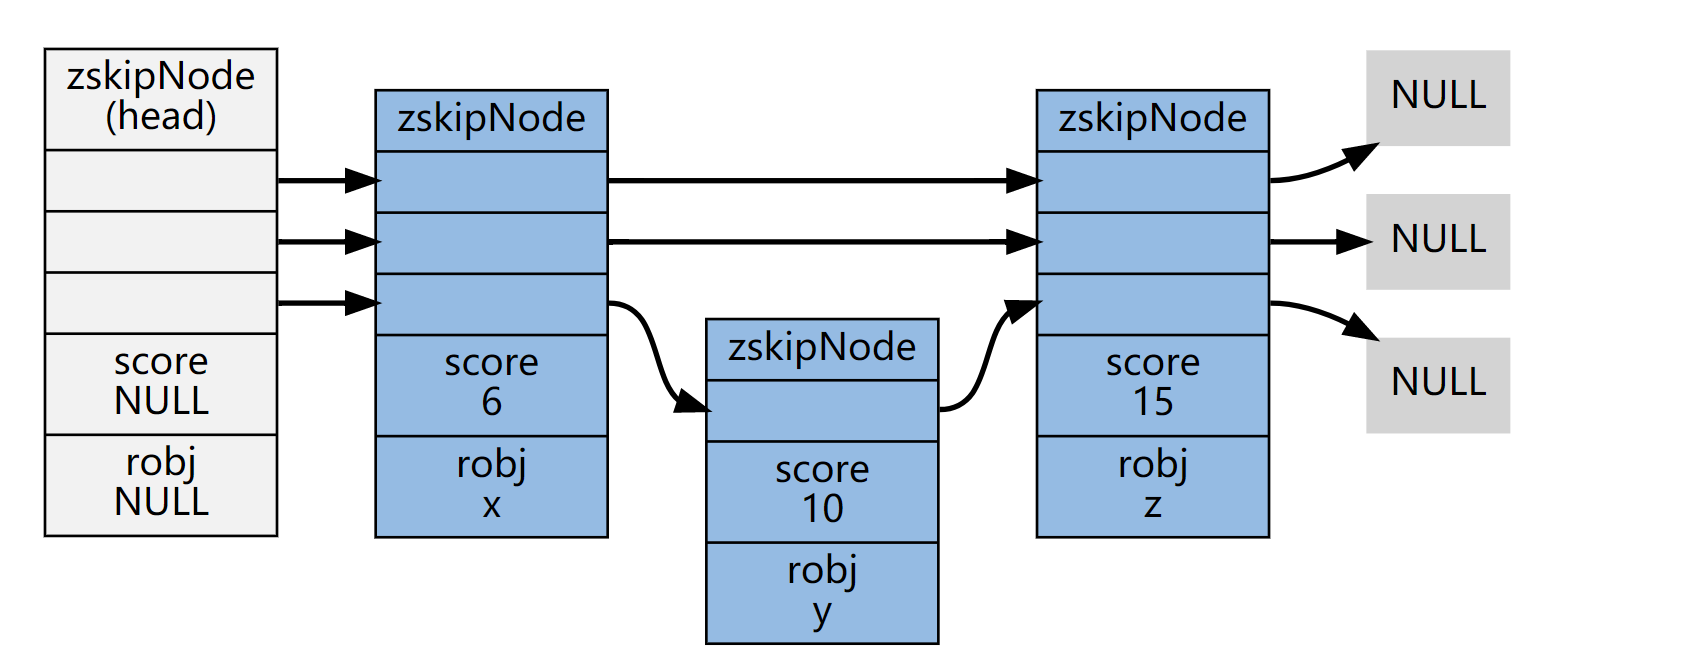 zskipNode
(head)
score
NULL
robj
NULL
zskipNode
score
6
robj
x
zskipNode
score
10
robj
y
zskipNode
score
15
robj
z
NULL
NULL
NULL